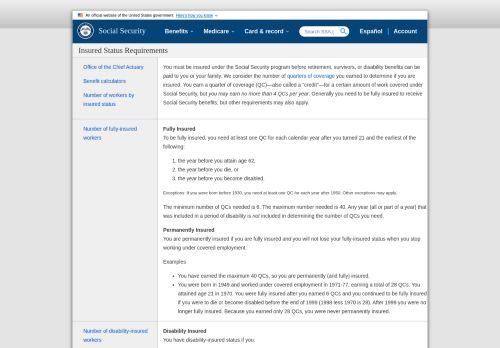 An official website of the United States government Here's how you know
Social Security
Benefits
Medicare
Card & record
Search SSA.g
Español
Account
Insured Status Requirements
Office of the Chief Actuary
Benefit calculators
Number of workers by
insured status
You must be insured under the Social Security program before retirement, survivors, or disability benefits can be
paid to you or your family. We consider the number of quarters of coverage you earned to determine if you are
insured. You earn a quarter of coverage (QC)—also called a "credit"—for a certain amount of work covered under
Social Security, but you may earn no more than 4 QCs per year. Generally you need to be fully insured to receive
Social Security benefits, but other requirements may also apply.
Number of fully-insured
workers
Fully Insured
To be fully insured, you need at least one QC for each calendar year after you turned 21 and the earliest of the
following:
1. the year before you attain age 62,
2. the year before you die, or
3. the year before you become disabled.
Exceptions: If you were born before 1930, you need at least one QC for each year after 1950. Other exceptions may apply.
The minimum number of QCs needed is 6. The maximum number needed is 40. Any year (all or part of a year) that
was included in a period of disability is not included in determining the number of QCs you need.
Permanently Insured
You are permanently insured if you are fully insured and you will not lose your fully-insured status when you stop
working under covered employment.
Examples
• You have earned the maximum 40 QCs, so you are permanently (and fully) insured.
• You were born in 1949 and worked under covered employment in 1971-77, earning a total of 28 QCs. You
attained age 21 in 1970. You were fully insured after you earned 6 QCs and you continued to be fully insured
if you were to die or become disabled before the end of 1999 (1998 less 1970 is 28). After 1999 you were no
longer fully insured. Because you earned only 28 QCs, you were never permanently insured.
Number of disability-insured
workers
Disability Insured
You have disability-insured status if you: